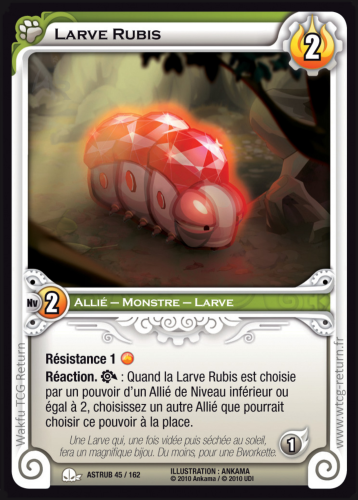 Larve Rubis
2
Nv 2 Allié – Monstre – Larve
Résistance 1
Réaction. : Quand la Larve Rubis est choisie
par un pouvoir d'un Allié de Niveau inférieur ou
égal à 2, choisissez un autre Allié que pourrait
choisir ce pouvoir à la place.
Une Larve qui, une fois vidée puis séchée au soleil,
fera un magnifique bijou. Du moins, pour une Bworkette.
1
ASTRUB 45 / 162
ILLUSTRATION : ANKAMA
© 2010 Ankama / © 2010 UDI
Wakfu TCG Return
www.wtcg-return.fr